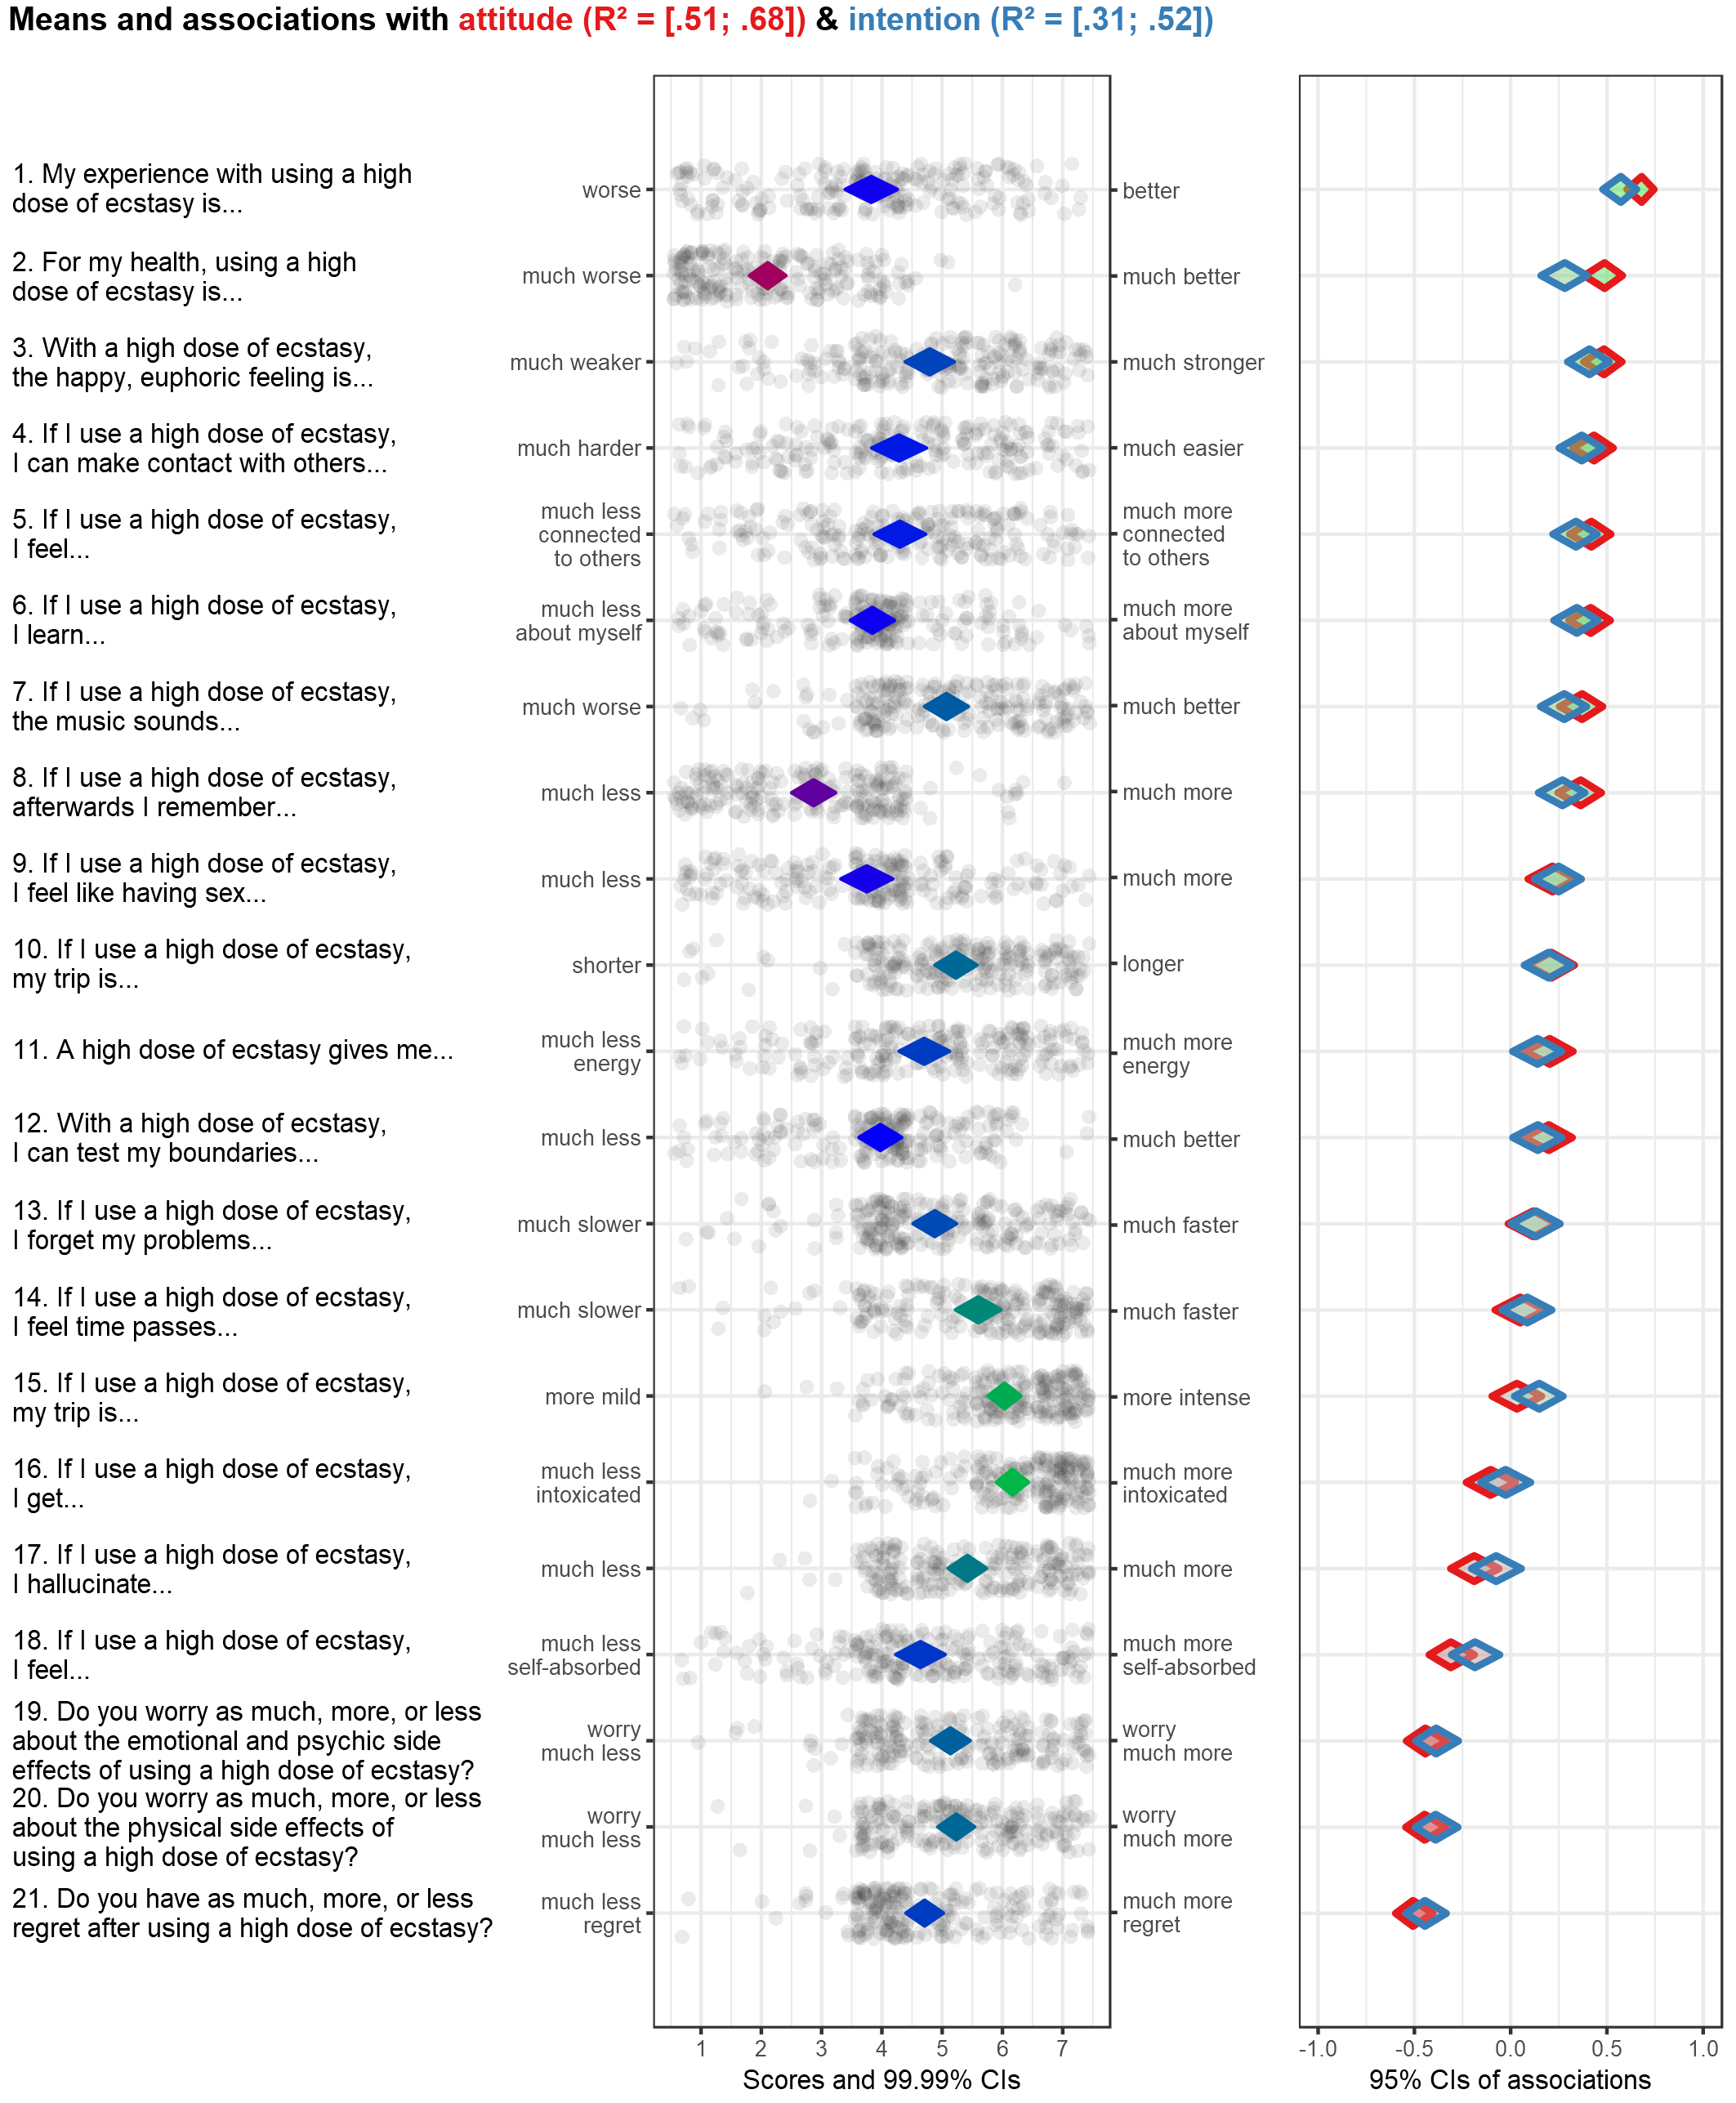 Means and associations with attitude (R² = [.51; .68]) & intention (R² = [.31; .52])
1. My experience with using a high
dose of ecstasy is...
worse
better
2. For my health, using a high
dose of ecstasy is...
much worse
much better
3. With a high dose of ecstasy,
the happy, euphoric feeling is...
much weaker
much stronger
4. If I use a high dose of ecstasy,
I can make contact with others...
much harder
much easier
5. If I use a high dose of ecstasy,
I feel...
much less
connected
to others
much more
connected
to others
6. If I use a high dose of ecstasy,
I learn...
much less
about myself
much more
about myself
7. If I use a high dose of ecstasy,
the music sounds...
much worse
much better
8. If I use a high dose of ecstasy,
afterwards I remember...
much less
much more
9. If I use a high dose of ecstasy,
I feel like having sex...
much less
much more
10. If I use a high dose of ecstasy,
my trip is...
shorter
longer
11. A high dose of ecstasy gives me...
much less
energy
much more
energy
12. With a high dose of ecstasy,
I can test my boundaries...
much less
much better
13. If I use a high dose of ecstasy,
I forget my problems...
much slower
much faster
14. If I use a high dose of ecstasy,
I feel time passes...
much slower
much faster
15. If I use a high dose of ecstasy,
my trip is...
more mild
more intense
16. If I use a high dose of ecstasy,
I get...
much less
intoxicated
much more
intoxicated
17. If I use a high dose of ecstasy,
I hallucinate...
much less
much more
18. If I use a high dose of ecstasy,
I feel...
much less
self-absorbed
much more
self-absorbed
19. Do you worry as much, more, or less
about the emotional and psychic side
effects of using a high dose of ecstasy?
worry
much less
worry
much more
20. Do you worry as much, more, or less
about the physical side effects of
using a high dose of ecstasy?
worry
much less
worry
much more
21. Do you have as much, more, or less
regret after using a high dose of ecstasy?
much less
regret
much more
regret
1 2 3 4 5 6 7
Scores and 99.99% CIs
-1.0 -0.5 0.0 0.5 1.0
95% CIs of associations